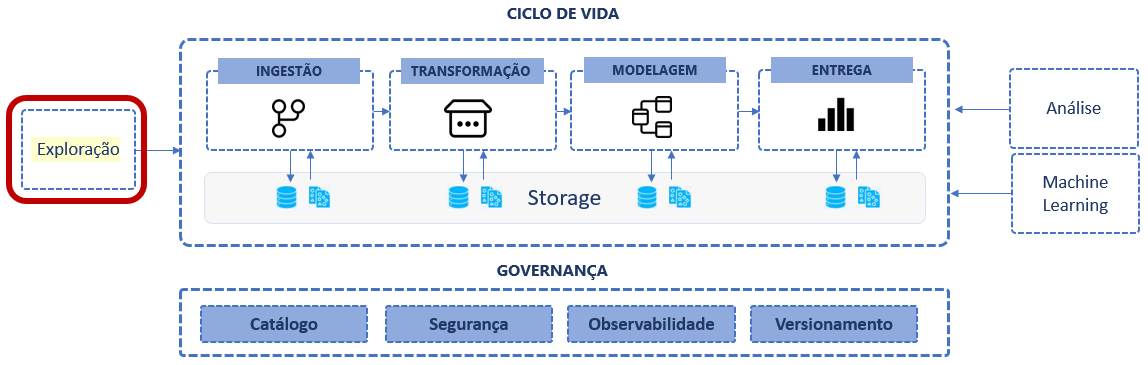 CICLO DE VIDA
INGESTÃO
TRANSFORMAÇÃO
MODELAGEM
ENTREGA
Exploração
Storage
Análise
Machine
Learning
GOVERNANÇA
Catálogo
Segurança
Observabilidade
Versionamento